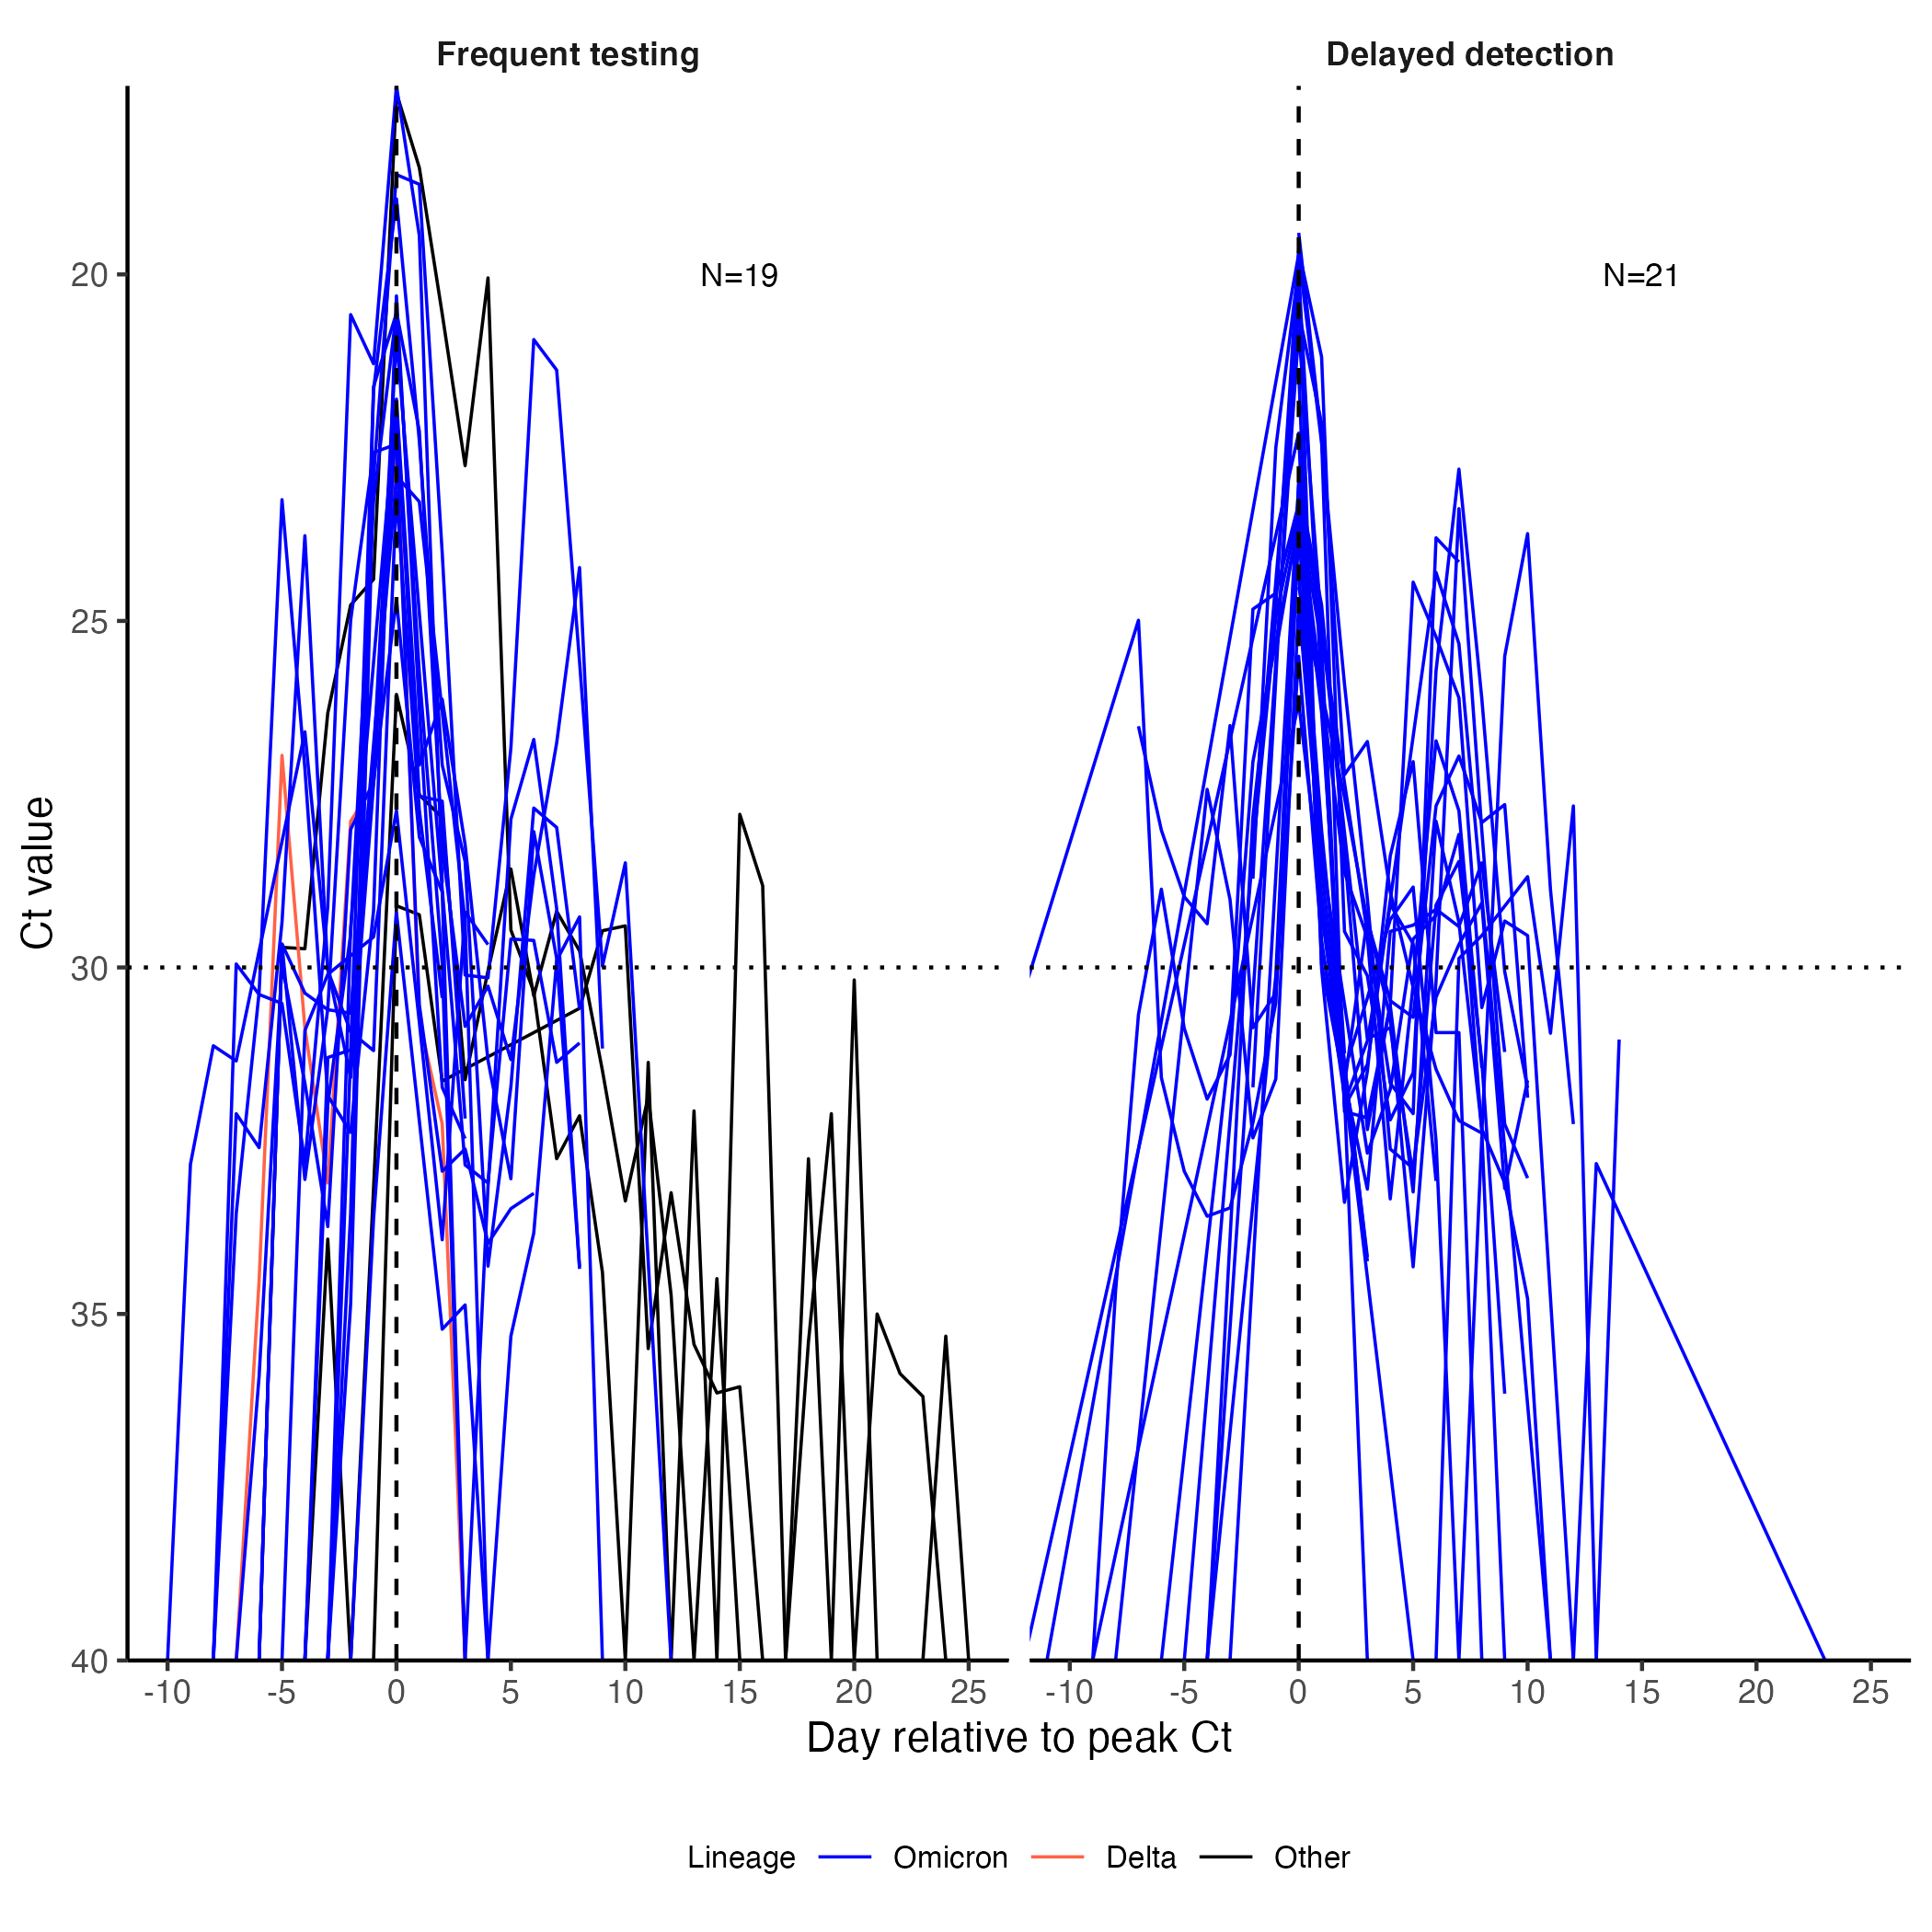 Frequent testing
Delayed detection
N=19
N=21
20
25
30
35
40
Ct value
-10 -5 0 5 10 15 20 25
-10 -5 0 5 10 15 20 25
Day relative to peak Ct
Lineage Omicron Delta Other